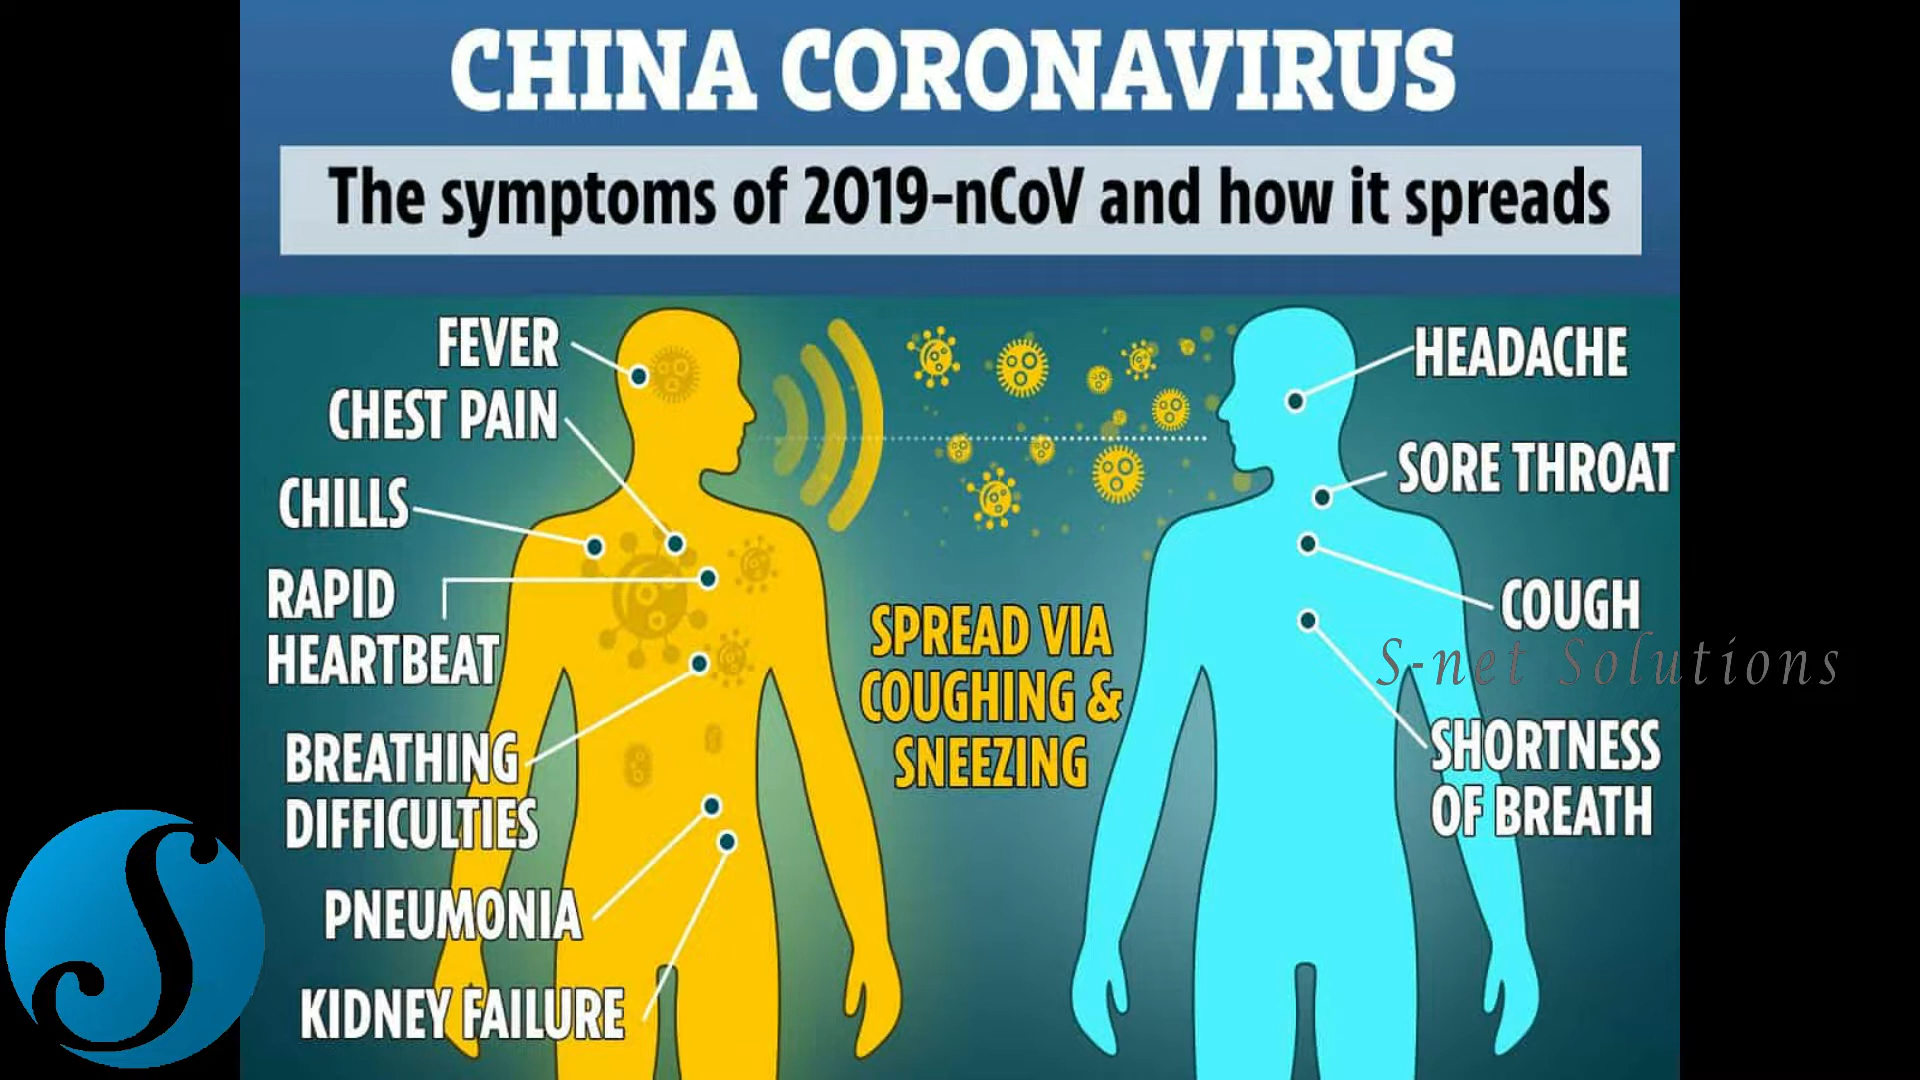 CHINA CORONAVIRUS
The symptoms of 2019-nCoV and how it spreads
FEVER
CHEST PAIN
CHILLS
RAPID
HEARTBEAT
BREATHING
DIFFICULTIES
PNEUMONIA
KIDNEY FAILURE
SPREAD VIA
COUGHING &
SNEEZING
HEADACHE
SORE THROAT
COUGH
S-net Solutions
SHORTNESS
OF BREATH
S